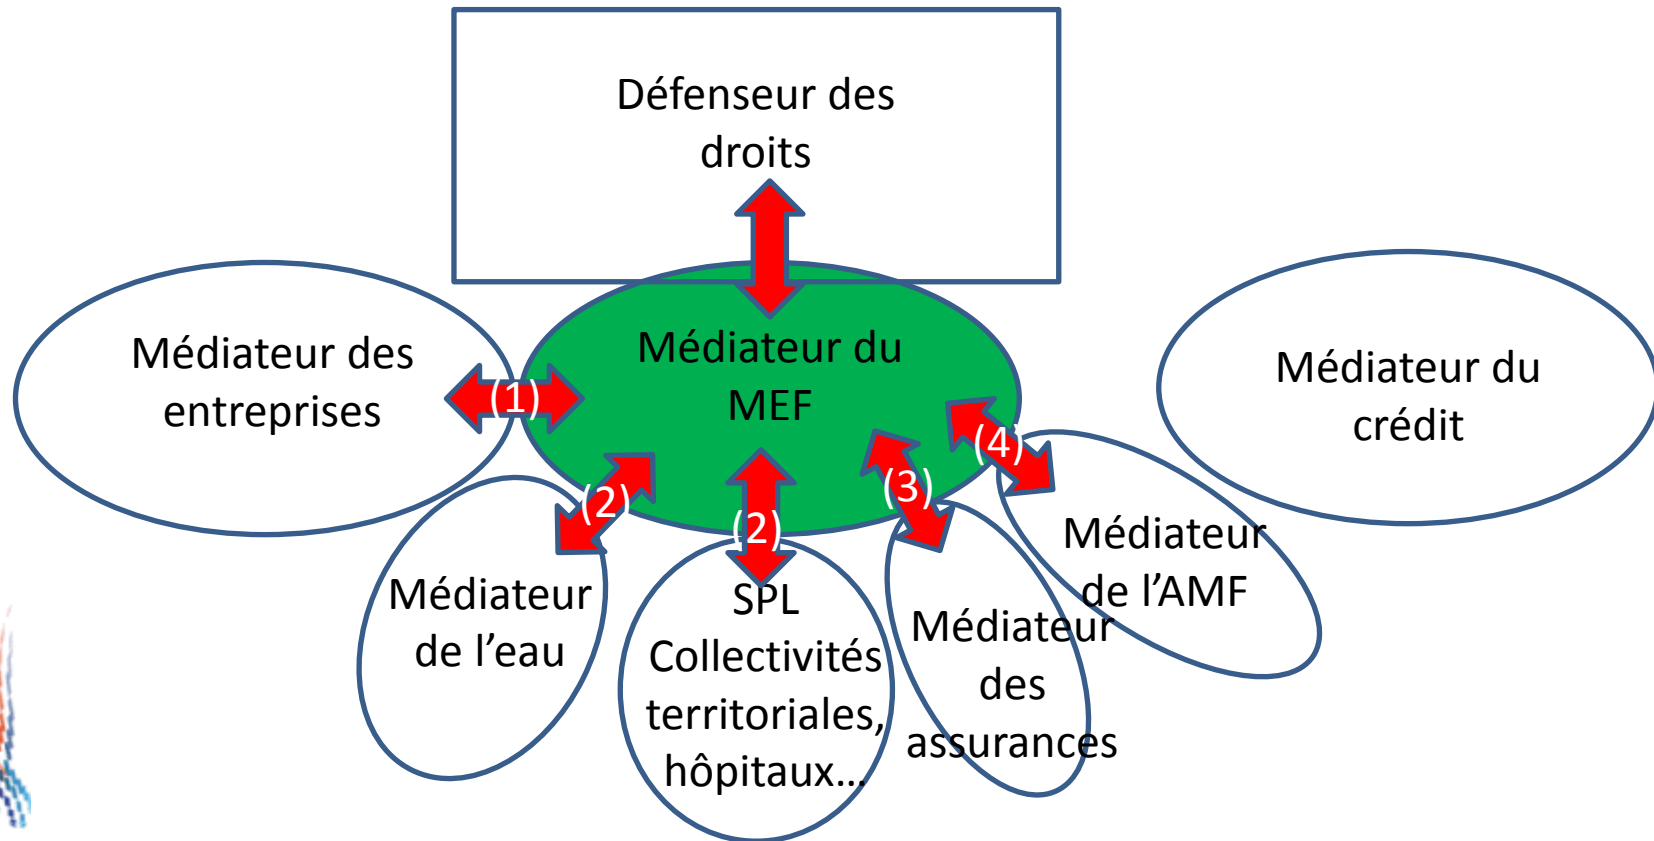 Défenseur des
droits
Médiateur des
entreprises
(1)
Médiateur du
MEF
Médiateur du
crédit
(2)
(2)
(3)
(4)
Médiateur
de l’eau
SPL
Collectivités
territoriales,
hôpitaux…
Médiateur
des
assurances
Médiateur
de l’AMF